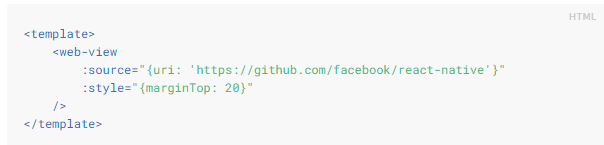 HTML
<template>
    <web-view
        :source="{uri: 'https://github.com/facebook/react-native'}"
        :style="{marginTop: 20}"
    />
</template>